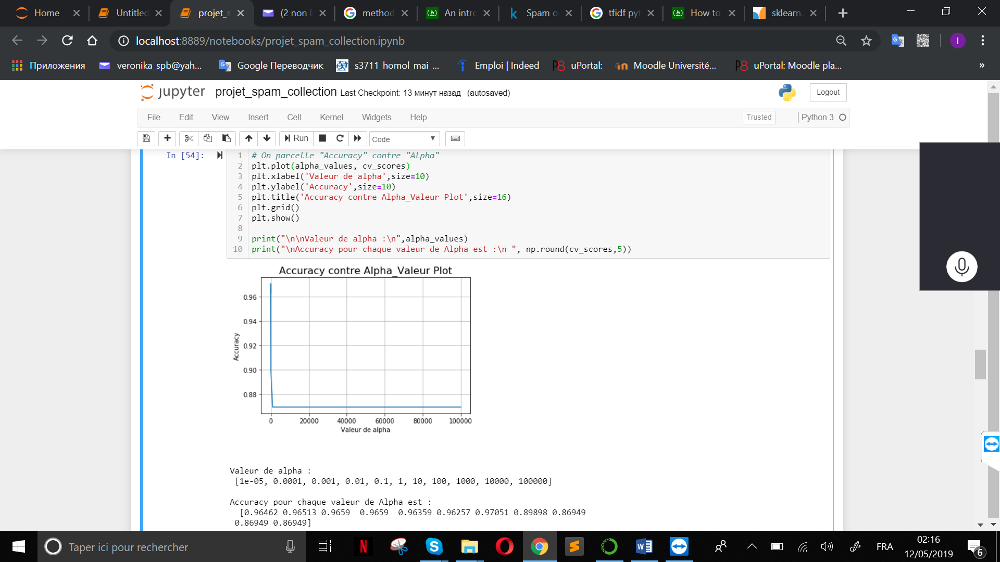 Home
Untitled
projet_s
(2 non l
method
An intro
Spam o
tfidf pyt
How to
sklearn.
localhost:8889/notebooks/projet_spam_collection.ipynb
I
Приложения
veronika_spb@yah...
Google Переводчик
s3711_homol_mai_...
Emploi | Indeed
uPortal:
Moodle Université...
uPortal: Moodle pla...
»
jupyter projet_spam_collection Last Checkpoint: 13 минут назад (autosaved)
Logout
File Edit View Insert Cell Kernel Widgets Help
Trusted
Python 3
Run
Code
In [54]:
1 # On parcelle "Accuracy" contre "Alpha"
2 plt.plot(alpha_values, cv_scores)
3 plt.xlabel('Valeur de alpha',size=10)
4 plt.ylabel('Accuracy',size=10)
5 plt.title('Accuracy contre Alpha_Valeur Plot',size=16)
6 plt.grid()
7 plt.show()
8
9 print("\n\nValeur de alpha :\n",alpha_values)
10 print("\nAccuracy pour chaque valeur de Alpha est :\n ", np.round(cv_scores,5))
Accuracy contre Alpha_Valeur Plot
0.96
0.94
0.92
0.90
0.88
Accuracy
0 20000 40000 60000 80000 100000
Valeur de alpha
Valeur de alpha :
[1e-05, 0.0001, 0.001, 0.01, 0.1, 1, 10, 100, 1000, 10000, 100000]
Accuracy pour chaque valeur de Alpha est :
[0.96462 0.96513 0.9659  0.9659  0.96359 0.96257 0.97051 0.89898 0.86949
0.86949 0.86949]
Taper ici pour rechercher
FRA
02:16
12/05/2019
6